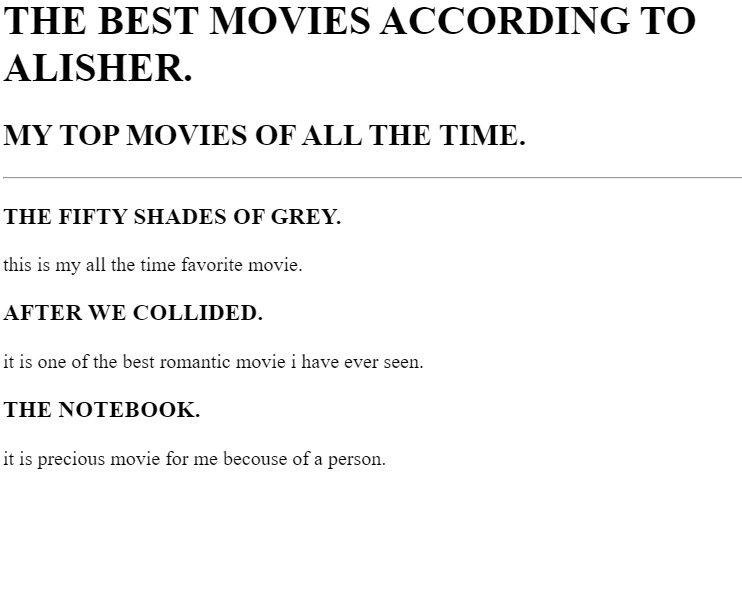 THE BEST MOVIES ACCORDING TO
ALISHER.
MY TOP MOVIES OF ALL THE TIME.
THE FIFTY SHADES OF GREY.
this is my all the time favorite movie.
AFTER WE COLLIDED.
it is one of the best romantic movie i have ever seen.
THE NOTEBOOK.
it is precious movie for me becouse of a person.